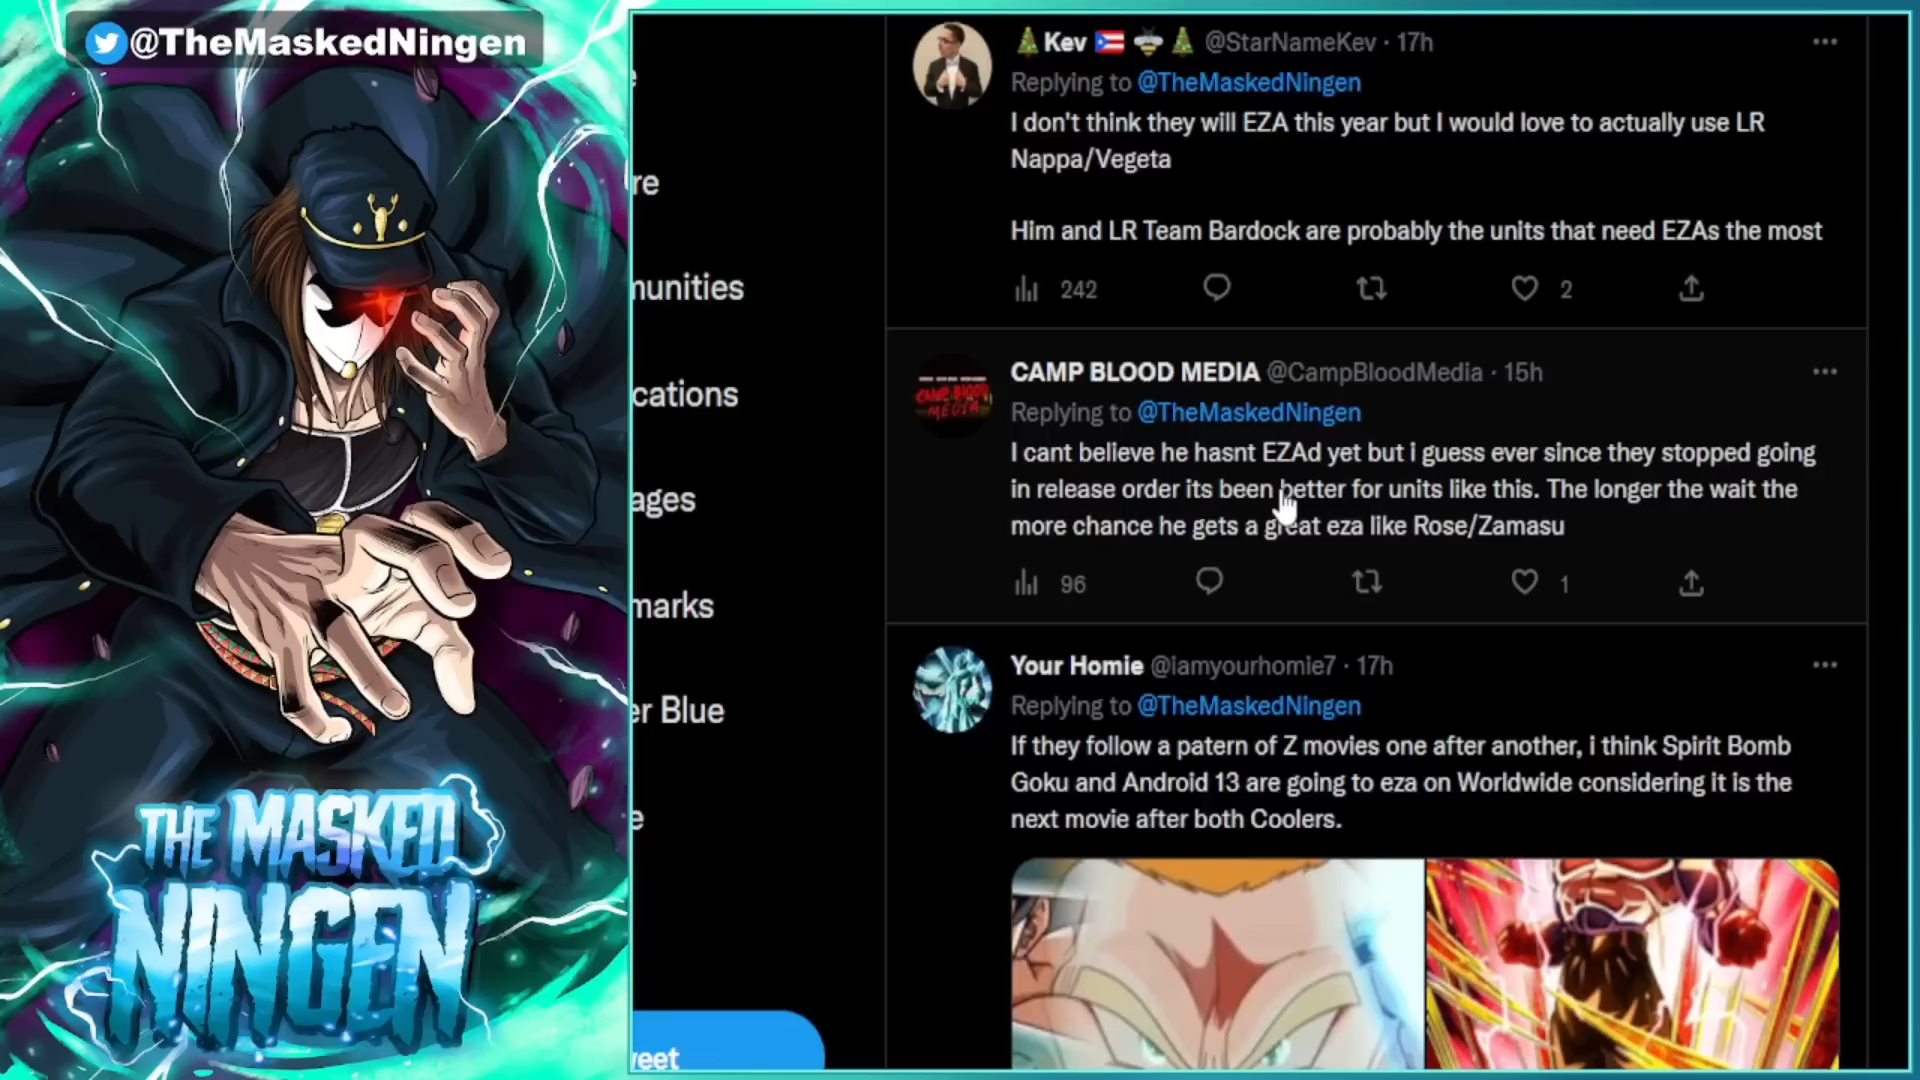 @TheMaskedNingen
THE MASKED
NINGEN
re
nunities
cations
ages
marks
er Blue
e
weet
Kev @StarNameKev · 17h
Replying to @TheMaskedNingen
I don't think they will EZA this year but I would love to actually use LR
Nappa/Vegeta
Him and LR Team Bardock are probably the units that need EZAs the most
242
2
CAMP BLOOD MEDIA @CampBloodMedia · 15h
CAMP BLOOD
MEDIA
Replying to @TheMaskedNingen
I cant believe he hasnt EZAd yet but i guess ever since they stopped going
in release order its been better for units like this. The longer the wait the
more chance he gets a great eza like Rose/Zamasu
96
1
Your Homie @Iamyourhomie7 · 17h
Replying to @TheMaskedNingen
If they follow a patern of Z movies one after another, i think Spirit Bomb
Goku and Android 13 are going to eza on Worldwide considering it is the
next movie after both Coolers.